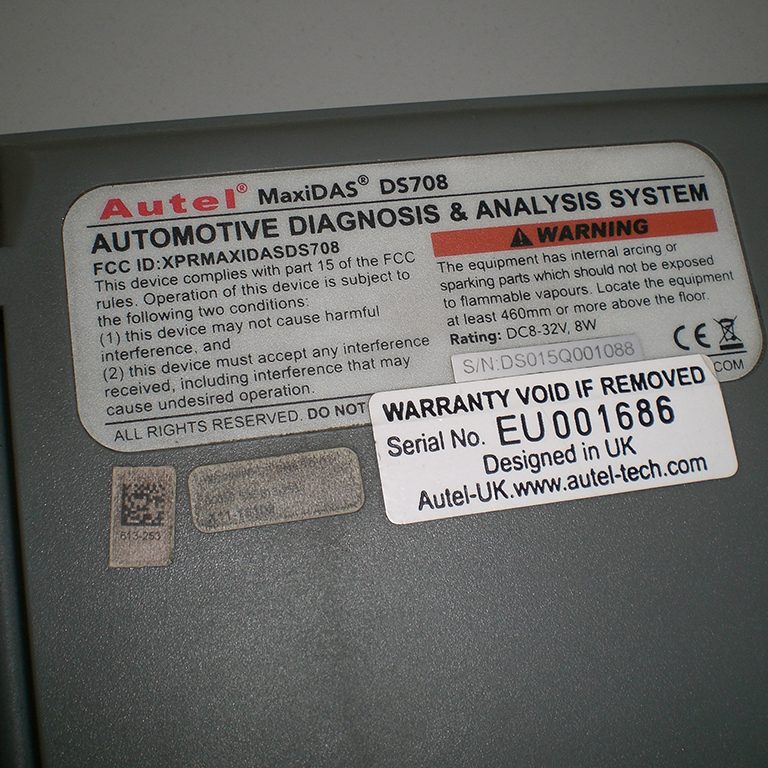 Autel® MaxiDAS® DS708
AUTOMOTIVE DIAGNOSIS & ANALYSIS SYSTEM
FCC ID:XPRMAXIDASDS708
This device complies with part 15 of the FCC
rules. Operation of this device is subject to
the following two conditions:
(1) this device may not cause harmful
interference, and
(2) this device must accept any interference
received, including interference that may
cause undesired operation.
WARNING
The equipment has internal arcing or
sparking parts which should not be exposed
to flammable vapours. Locate the equipment
at least 460mm or more above the floor.
Rating: DC8-32V, 8W
S/N:DS015Q001088
ALL RIGHTS RESERVED. DO NOT
COM
WARRANTY VOID IF REMOVED
Serial No. EU001686
Designed in UK
Autel-UK.www.autel-tech.com
613-253